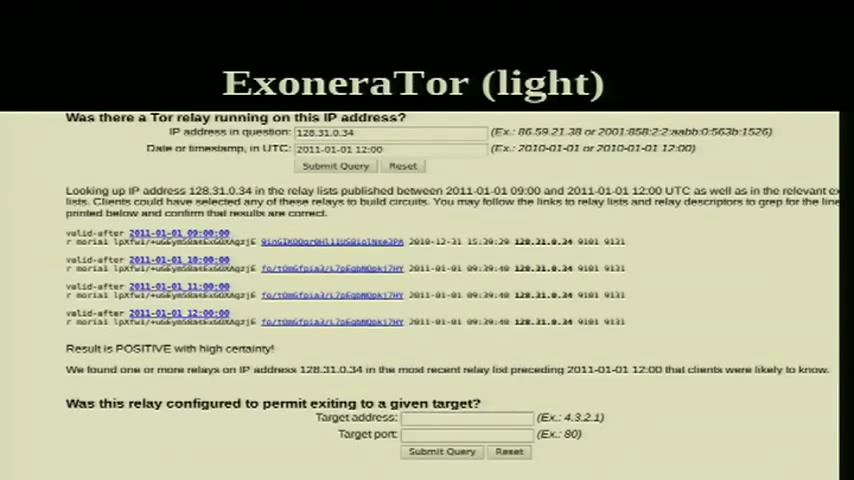 ExoneraTor (light)
Was there a Tor relay running on this IP address?
IP address in question: 128.31.0.34 (Ex.: 86.59.21.38 or 2001:858:2:2:aabb:0:563b:1526)
Date or timestamp, in UTC: 2011-01-01 12:00 (Ex.: 2010-01-01 or 2010-01-01 12:00)
Submit Query Reset
Looking up IP address 128.31.0.34 in the relay lists published between 2011-01-01 09:00 and 2011-01-01 12:00 UTC as well as in the relevant ex
lists. Clients could have selected any of these relays to build circuits. You may follow the links to relay lists and relay descriptors to grep for the line
printed below and confirm that results are correct.
valid-after 2011-01-01 09:00:00
r moria1 2010-12-31 15:39:29 128.31.0.34 9101 9131
valid-after 2011-01-01 10:00:00
r moria1 2011-01-01 09:39:48 128.31.0.34 9101 9131
valid-after 2011-01-01 11:00:00
r moria1 2011-01-01 09:39:48 128.31.0.34 9101 9131
valid-after 2011-01-01 12:00:00
r moria1 2011-01-01 09:39:48 128.31.0.34 9101 9131
Result is POSITIVE with high certainty!
We found one or more relays on IP address 128.31.0.34 in the most recent relay list preceding 2011-01-01 12:00 that clients were likely to know.
Was this relay configured to permit exiting to a given target?
Target address: (Ex.: 4.3.2.1)
Target port: (Ex.: 80)
Submit Query Reset